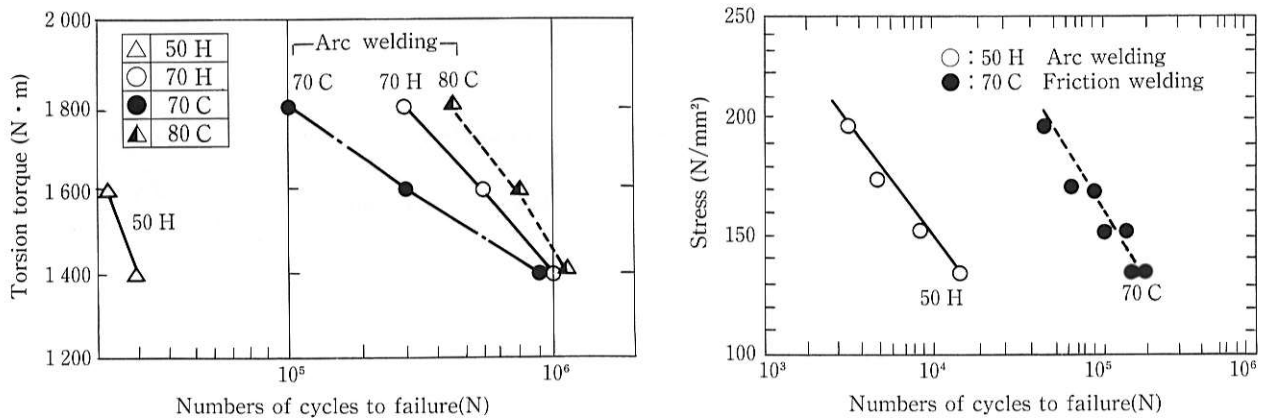 2 000
1 800
1 600
1 400
1 200
Torsion torque (N・m)
△ 50 H
○ 70 H
● 70 C
80 C
Arc welding
70 C 70 H 80 C
50 H
10⁵ 10⁶
Numbers of cycles to failure(N)
250
200
150
100
Stress (N/mm²)
○ : 50 H Arc welding
● : 70 C Friction welding
50 H
70 C
10³ 10⁴ 10⁵ 10⁶
Numbers of cycles to failure(N)